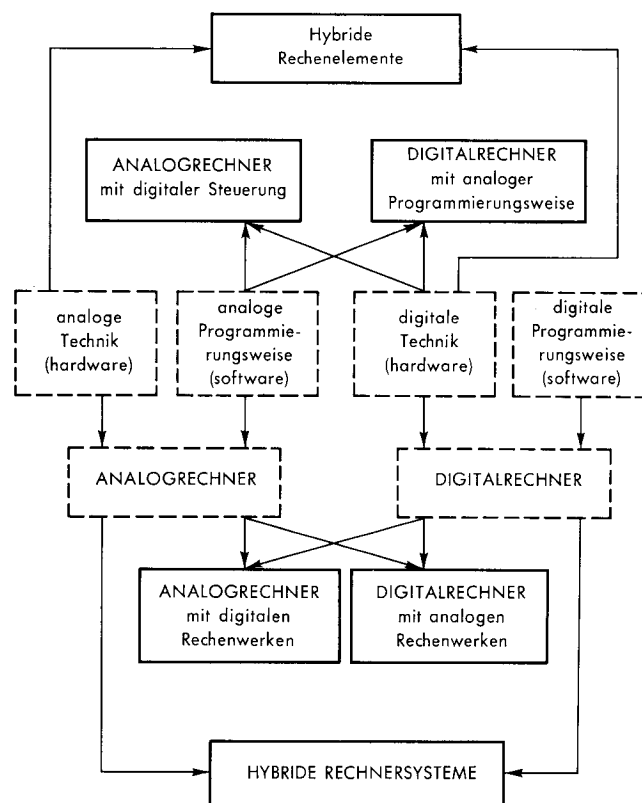 Hybride
Rechenelemente
ANALOGRECHNER
mit digitaler Steuerung
DIGITALRECHNER
mit analoger
Programmierungsweise
analoge
Technik
(hardware)
analoge
Programmie-
rungsweise
(software)
digitale
Technik
(hardware)
digitale
Programmie-
rungsweise
(software)
ANALOGRECHNER
DIGITALRECHNER
ANALOGRECHNER
mit digitalen
Rechenwerken
DIGITALRECHNER
mit analogen
Rechenwerken
HYBRIDE RECHNERSYSTEME